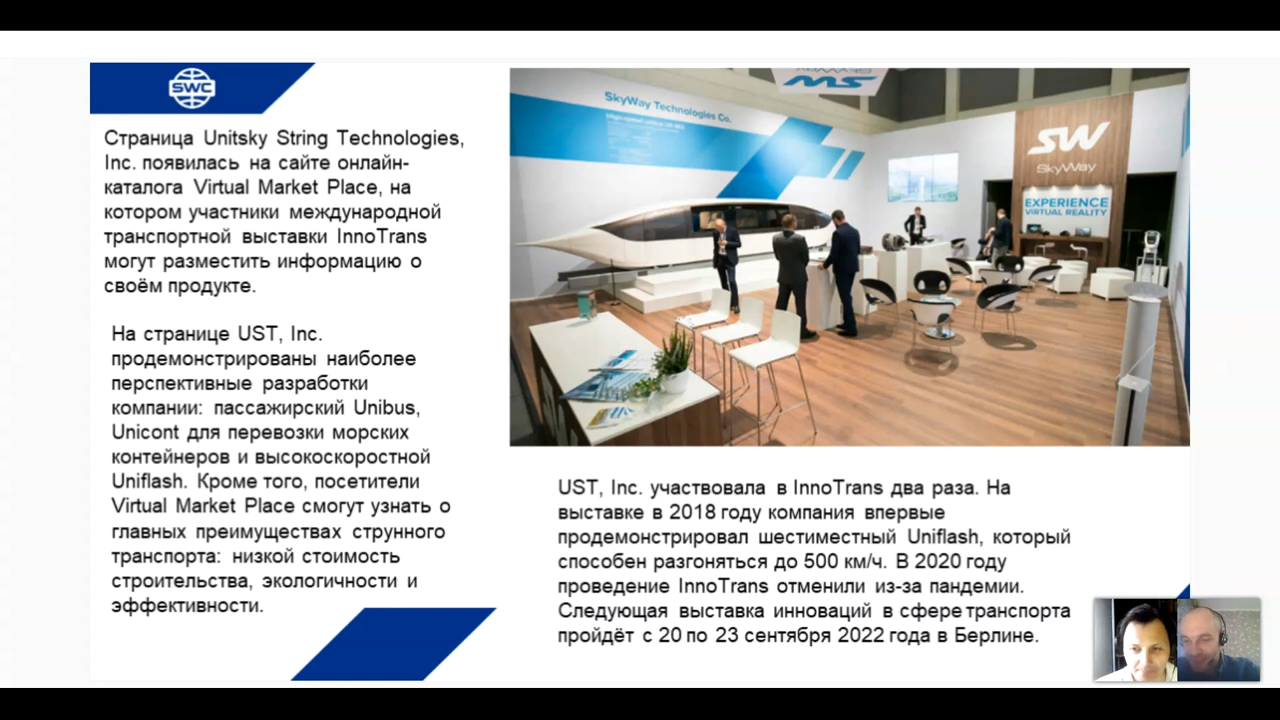 SWC
Страница Unitsky String Technologies,
Inc. появилась на сайте онлайн-
каталога Virtual Market Place, на
котором участники международной
транспортной выставки InnoTrans
могут разместить информацию о
своём продукте.
На странице UST, Inc.
продемонстрированы наиболее
перспективные разработки
компании: пассажирский Unibus,
Unicont для перевозки морских
контейнеров и высокоскоростной
Uniflash. Кроме того, посетители
Virtual Market Place смогут узнать о
главных преимуществах струнного
транспорта: низкой стоимость
строительства, экологичности и
эффективности.
SkyWay Technologies Co.
SW
SkyWay
EXPERIENCE
VIRTUAL REALITY
UST, Inc. участвовала в InnoTrans два раза. На
выставке в 2018 году компания впервые
продемонстрировал шестиместный Uniflash, который
способен разгоняться до 500 км/ч. В 2020 году
проведение InnoTrans отменили из-за пандемии.
Следующая выставка инноваций в сфере транспорта
пройдёт с 20 по 23 сентября 2022 года в Берлине.